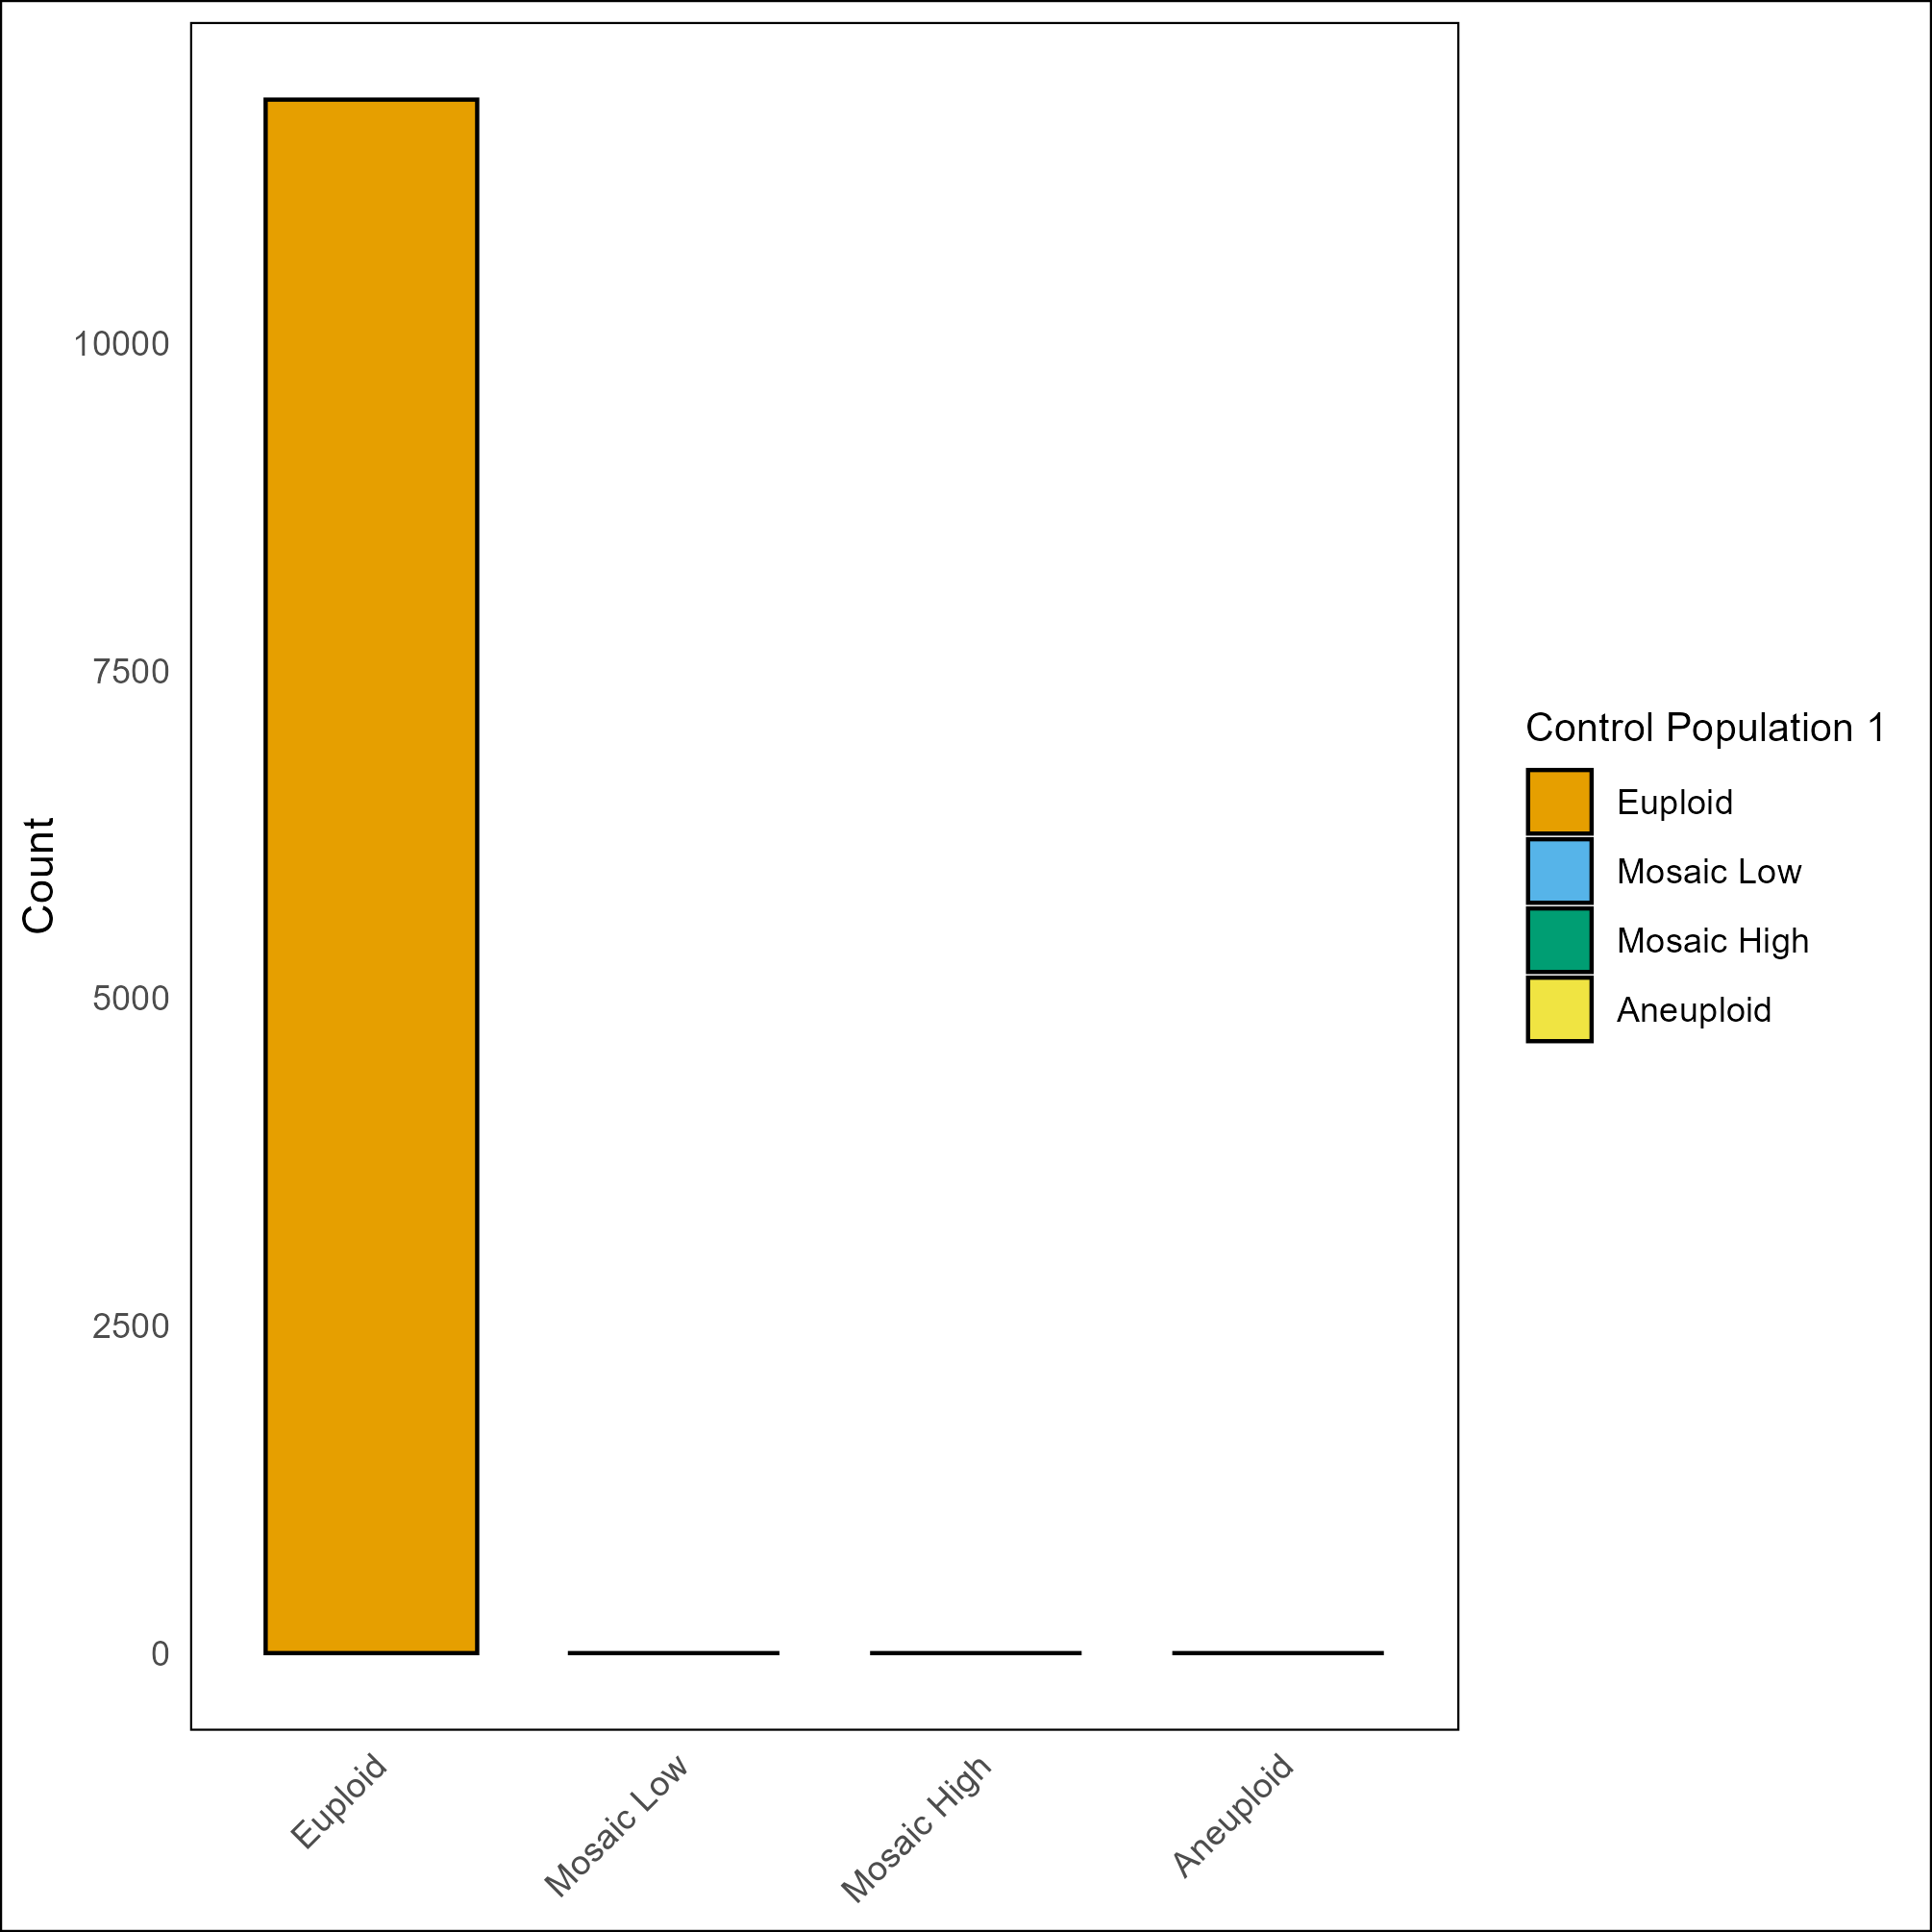 Count
10000
7500
5000
2500
0
Euploid
Mosaic Low
Mosaic High
Aneuploid
Control Population 1
Euploid
Mosaic Low
Mosaic High
Aneuploid